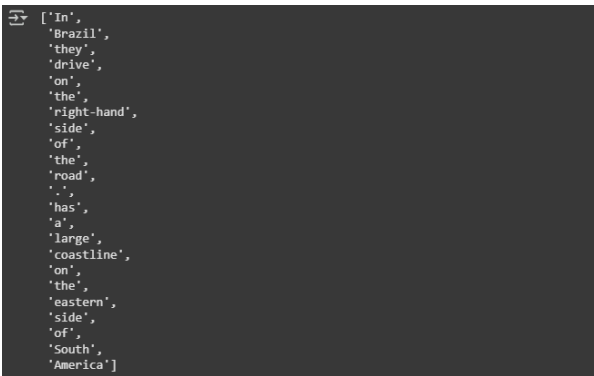 ['In',
'Brazil',
'they',
'drive',
'on',
'the',
'right-hand',
'side',
'of',
'the',
'road',
'.',
'has',
'a',
'large',
'coastline',
'on',
'the',
'eastern',
'side',
'of',
'South',
'America']